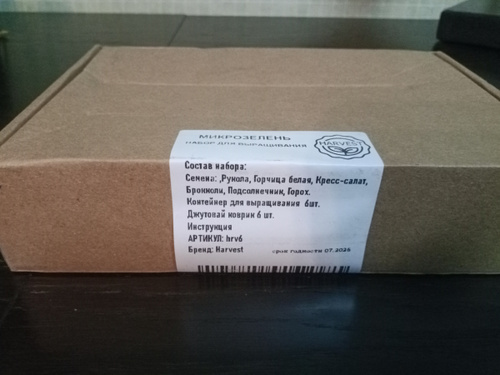 МИКРОЗЕЛЕНЬ
НАБОР ДЛЯ ВЫРАЩИВАНИЯ
HARVEST
Состав набора:
Семена: ,Рукола, Горчица белая, Кресс-салат,
Брокколи, Подсолнечник, Горох.
Контейнер для выращивания 6шт.
Джутовай коврик 6 шт.
Инструкция
АРТИКУЛ: hrv6
Бренд: Harvest срок годности 07.2026